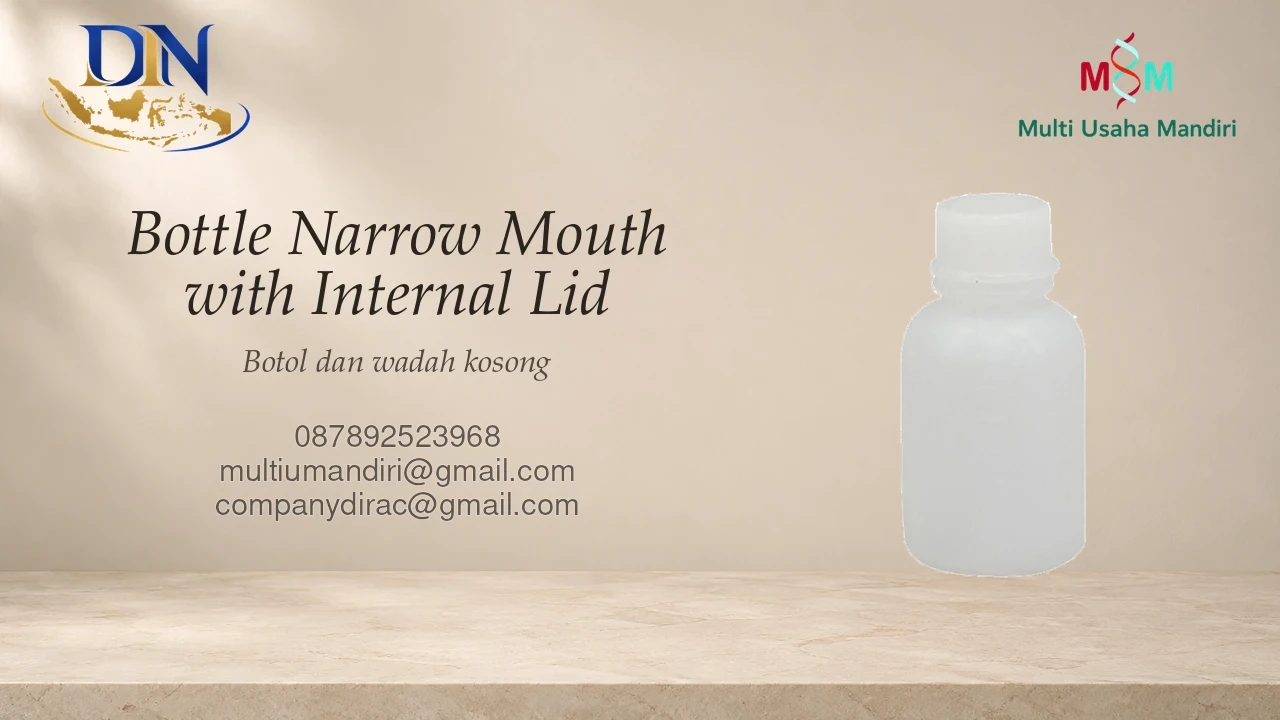 DN
M M
Multi Usaha Mandiri
Bottle Narrow Mouth
with Internal Lid
Botol dan wadah kosong
087892523968
multiumandiri@gmail.com
companydirac@gmail.com